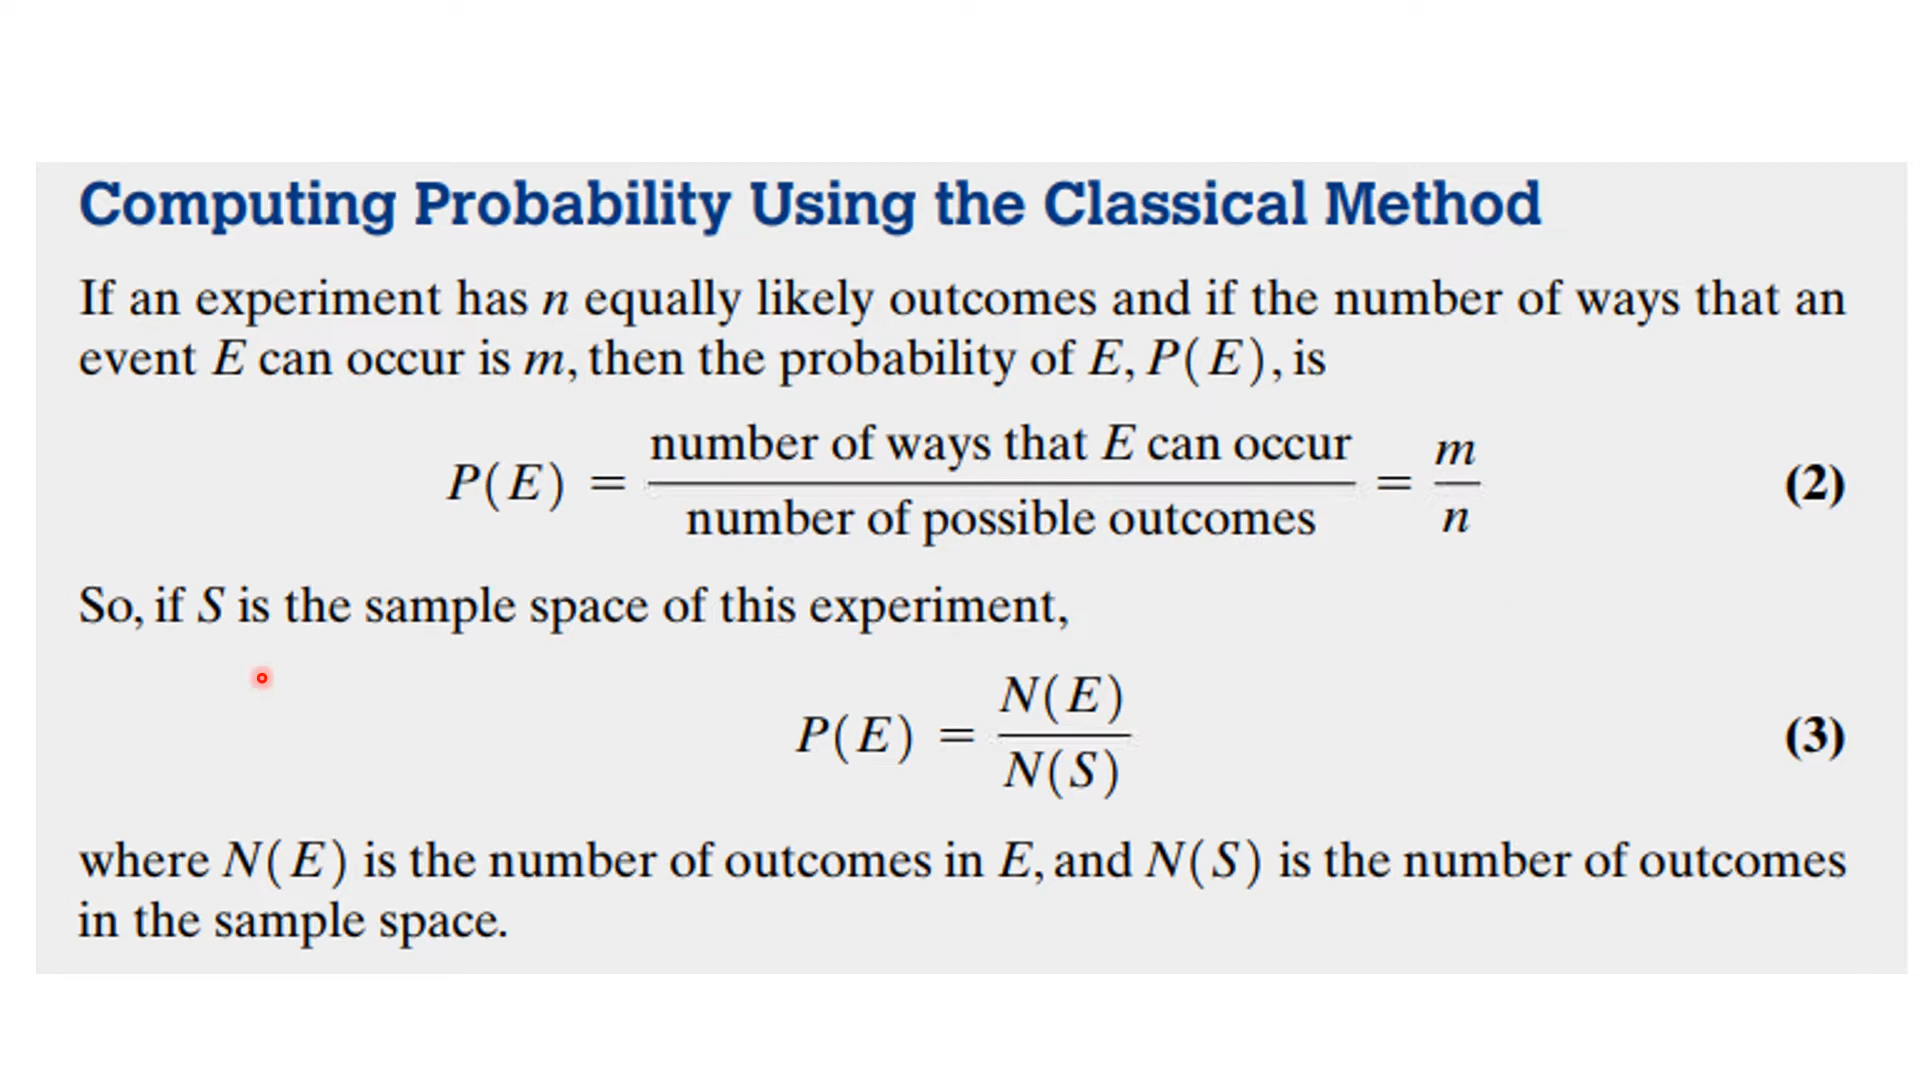 Computing Probability Using the Classical Method
If an experiment has n equally likely outcomes and if the number of ways that an
event E can occur is m, then the probability of E, P(E), is
P(E) = number of ways that E can occur / number of possible outcomes = m / n (2)
So, if S is the sample space of this experiment,
P(E) = N(E) / N(S) (3)
where N(E) is the number of outcomes in E, and N(S) is the number of outcomes
in the sample space.